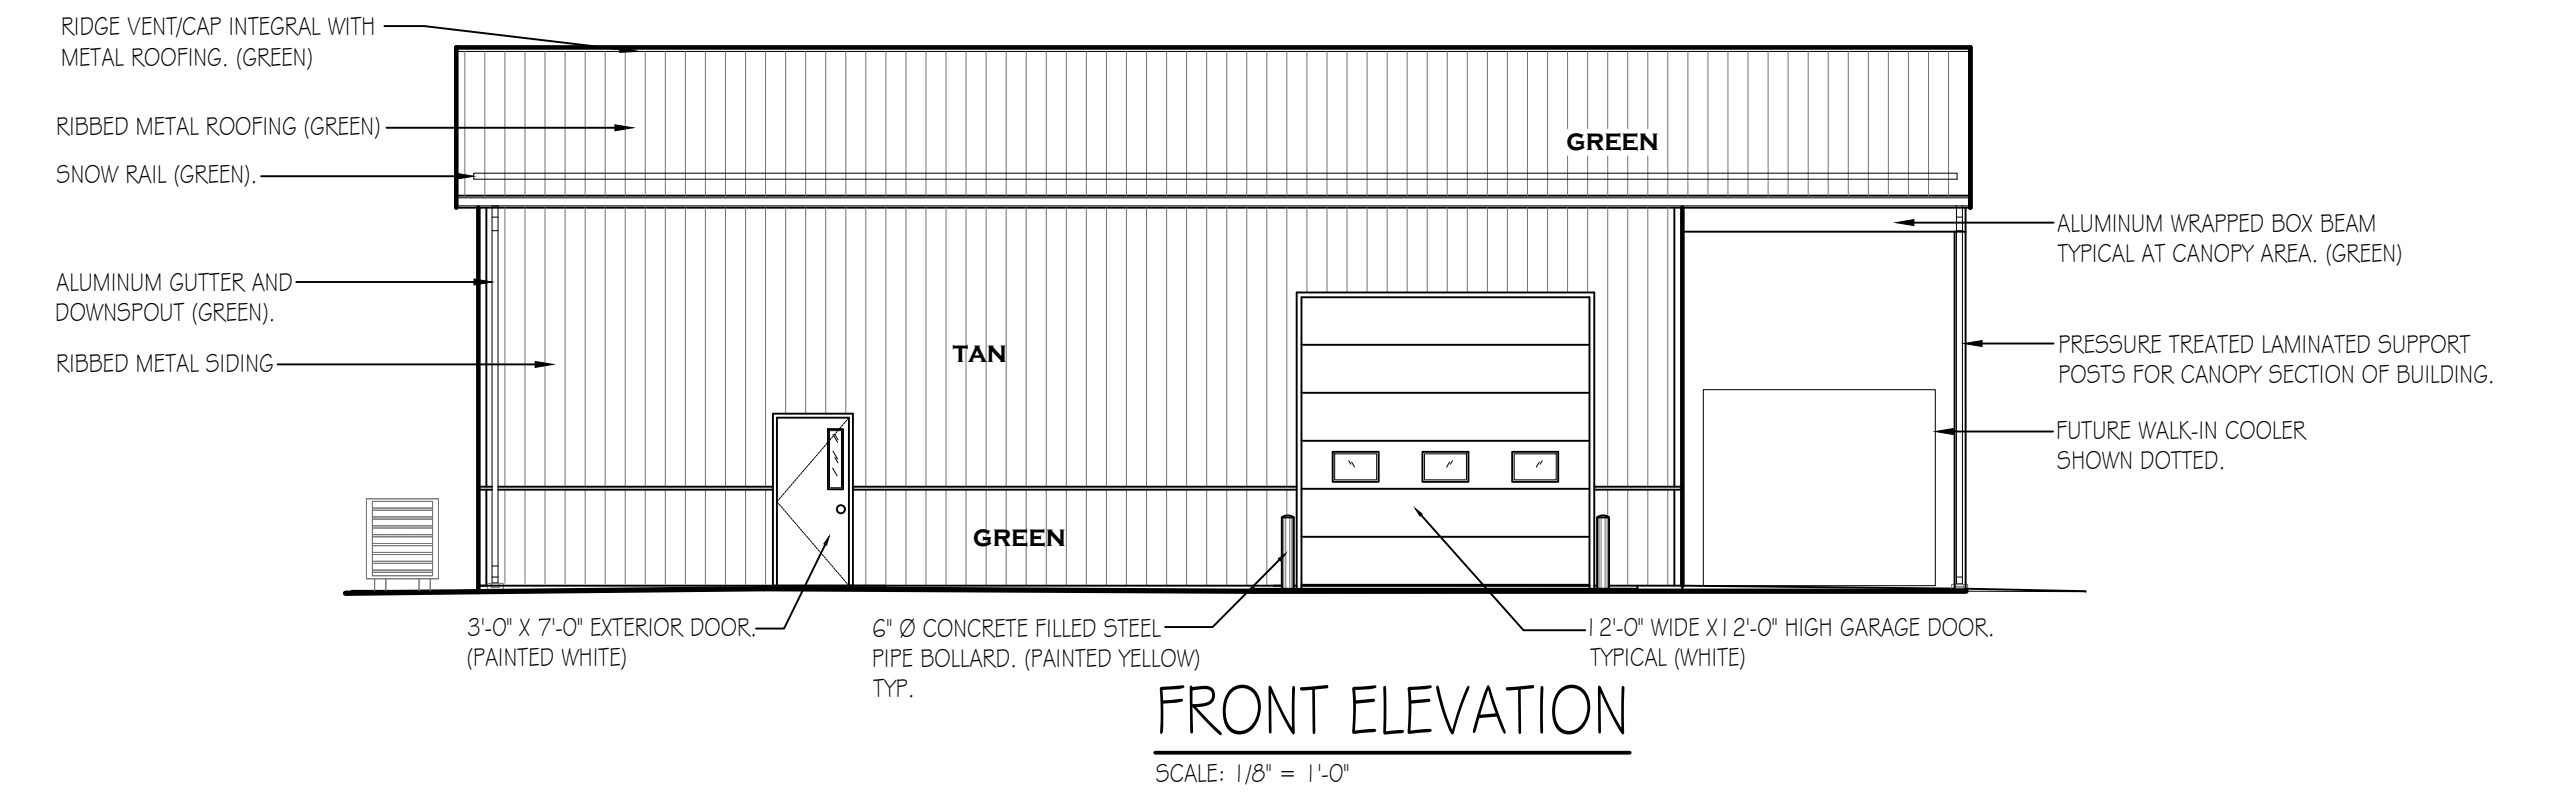 RIDGE VENT/CAP INTEGRAL WITH
METAL ROOFING. (GREEN)
RIBBED METAL ROOFING (GREEN)
GREEN
SNOW RAIL (GREEN).
ALUMINUM WRAPPED BOX BEAM
TYPICAL AT CANOPY AREA. (GREEN)
ALUMINUM GUTTER AND
DOWNSPOUT (GREEN).
RIBBED METAL SIDING
TAN
PRESSURE TREATED LAMINATED SUPPORT
POSTS FOR CANOPY SECTION OF BUILDING.
FUTURE WALK-IN COOLER
SHOWN DOTTED.
GREEN
3'-0" X 7'-0" EXTERIOR DOOR.
(PAINTED WHITE)
6" Ø CONCRETE FILLED STEEL
PIPE BOLLARD. (PAINTED YELLOW)
TYP.
12'-0" WIDE X12'-0" HIGH GARAGE DOOR.
TYPICAL (WHITE)
FRONT ELEVATION
SCALE: 1/8" = 1'-0"